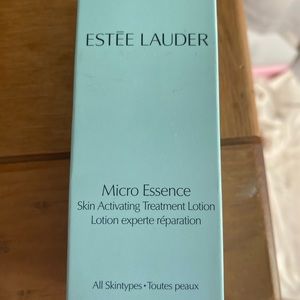 ESTĒE LAUDER
Micro Essence
Skin Activating Treatment Lotion
Lotion experte réparation
All Skintypes • Toutes peaux